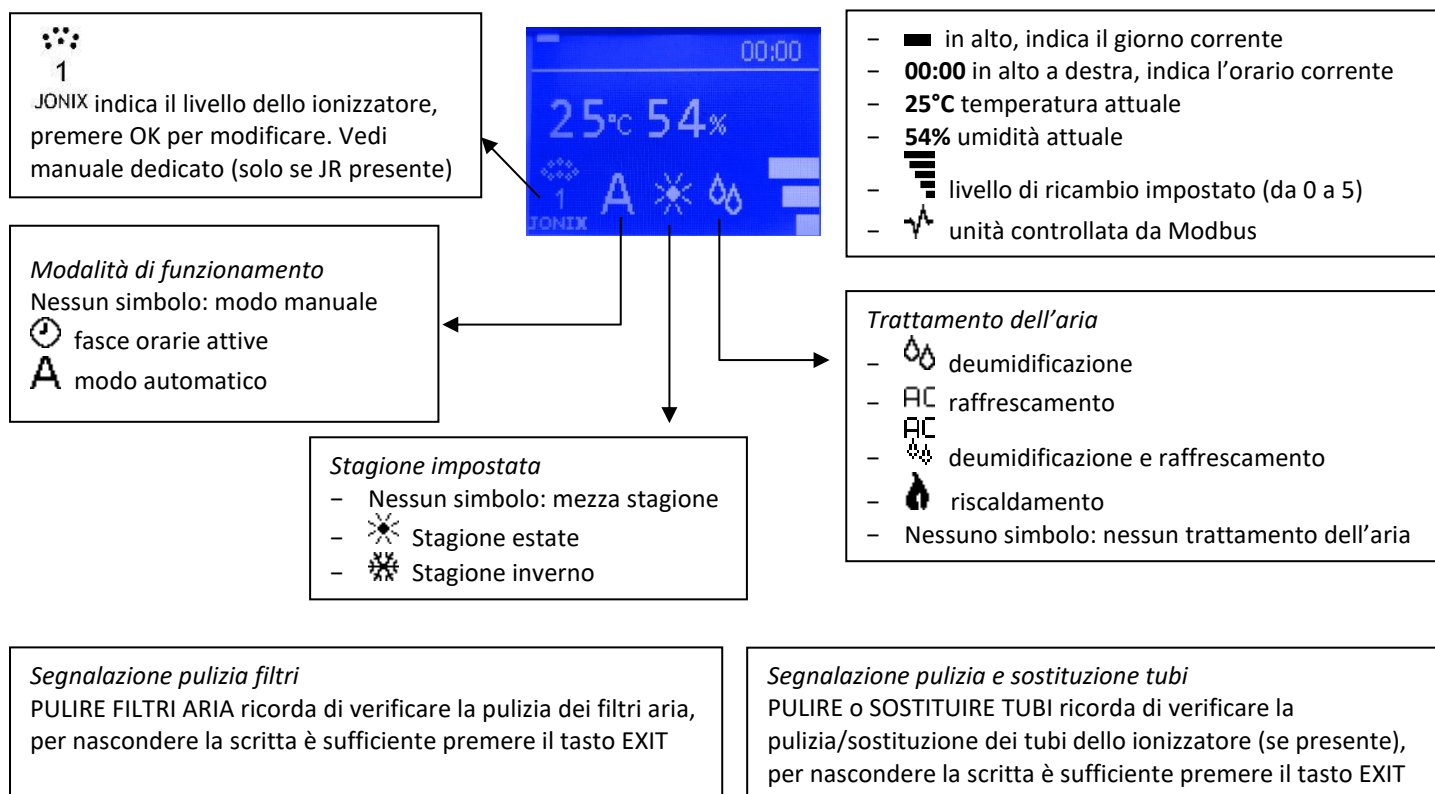 1
JONIX indica il livello dello ionizzatore,
premere OK per modificare. Vedi
manuale dedicato (solo se JR presente)
00:00
25°C 54%
1
JONIX
A
− in alto, indica il giorno corrente
− 00:00 in alto a destra, indica l’orario corrente
− 25°C temperatura attuale
− 54% umidità attuale
− livello di ricambio impostato (da 0 a 5)
− unità controllata da Modbus
Modalità di funzionamento
Nessun simbolo: modo manuale
fasce orarie attive
A modo automatico
Trattamento dell’aria
− deumidificazione
− AC raffrescamento
AC
− deumidificazione e raffrescamento
− riscaldamento
− Nessuno simbolo: nessun trattamento dell’aria
Stagione impostata
− Nessun simbolo: mezza stagione
− Stagione estate
− Stagione inverno
Segnalazione pulizia filtri
PULIRE FILTRI ARIA ricorda di verificare la pulizia dei filtri aria,
per nascondere la scritta è sufficiente premere il tasto EXIT
Segnalazione pulizia e sostituzione tubi
PULIRE o SOSTITUIRE TUBI ricorda di verificare la
pulizia/sostituzione dei tubi dello ionizzatore (se presente),
per nascondere la scritta è sufficiente premere il tasto EXIT